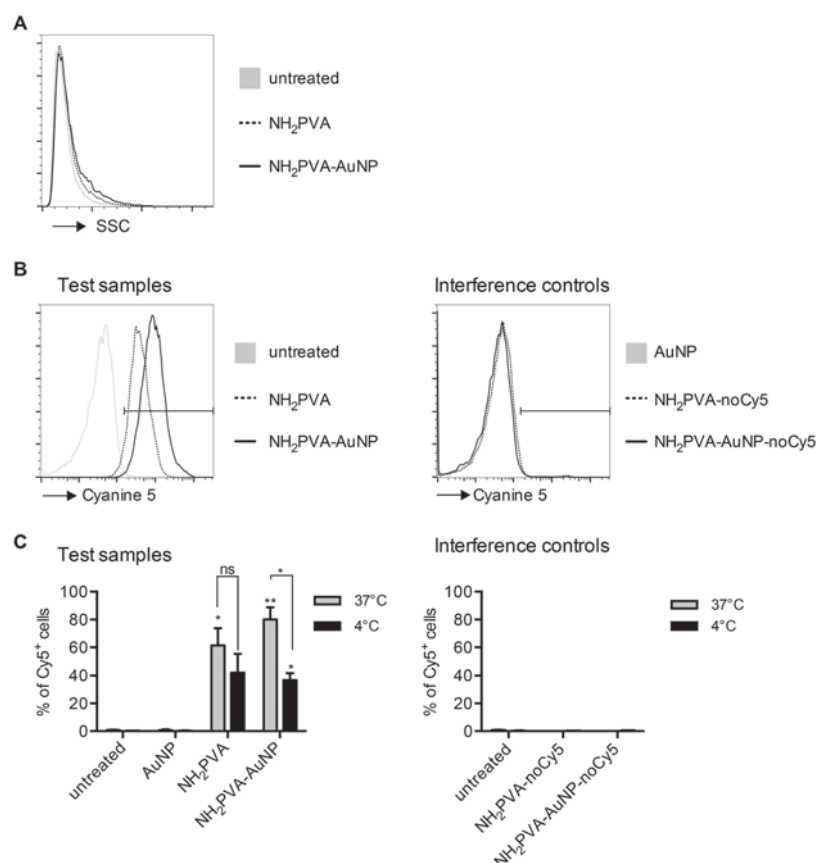 A
untreated
NH₂PVA
NH₂PVA-AuNP
SSC
B
Test samples
untreated
NH₂PVA
NH₂PVA-AuNP
Cyanine 5
Interference controls
AuNP
NH₂PVA-noCy5
NH₂PVA-AuNP-noCy5
Cyanine 5
C
Test samples
% of Cy5⁺ cells
100
80
60
40
20
0
ns
*
*
**
*
37°C
4°C
untreated
AuNP
NH₂PVA
NH₂PVA-AuNP
Interference controls
% of Cy5⁺ cells
100
80
60
40
20
0
37°C
4°C
untreated
NH₂PVA-noCy5
NH₂PVA-AuNP-noCy5